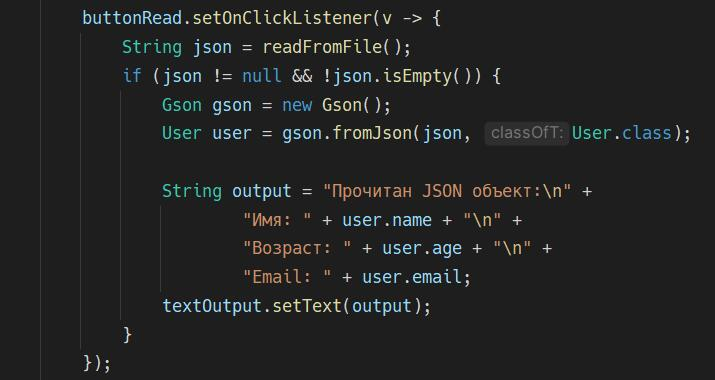 buttonRead.setOnClickListener(v -> {
    String json = readFromFile();
    if (json != null && !json.isEmpty()) {
        Gson gson = new Gson();
        User user = gson.fromJson(json, classOfT: User.class);

        String output = "Прочитан JSON объект:\n" +
                "Имя: " + user.name + "\n" +
                "Возраст: " + user.age + "\n" +
                "Email: " + user.email;
        textOutput.setText(output);
    }
});